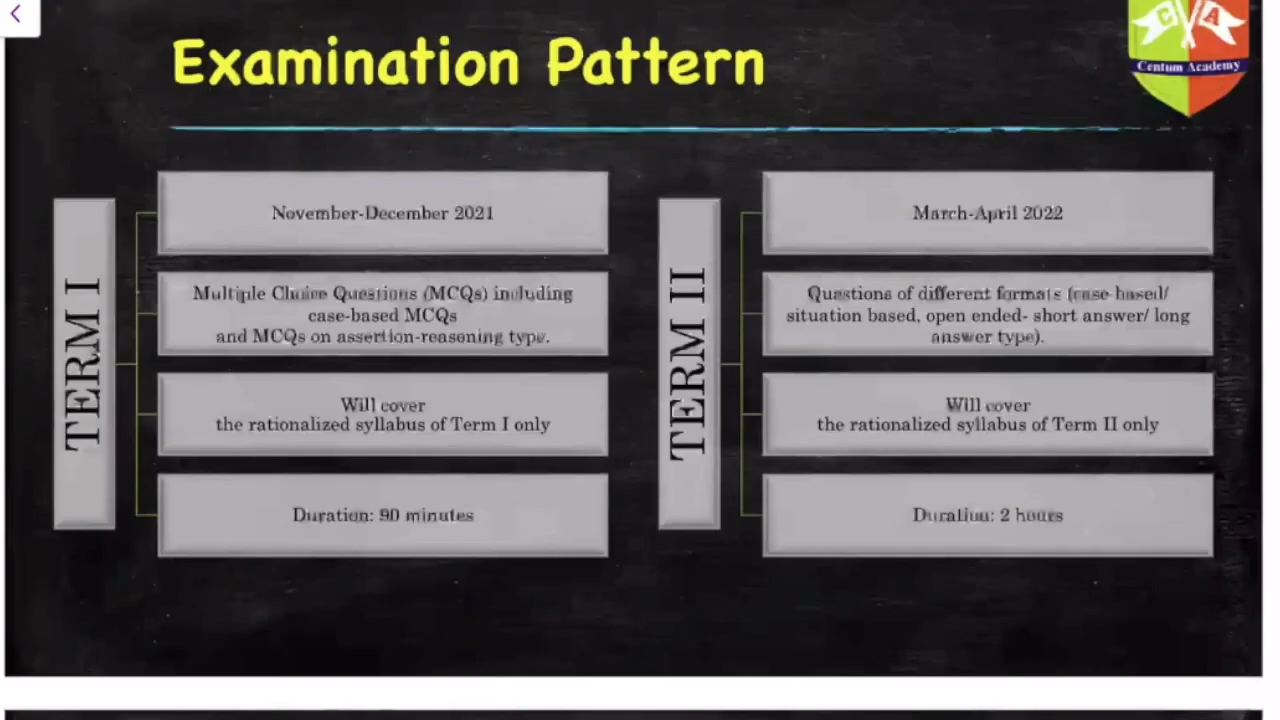 Examination Pattern
C A
Centum Academy
TERM I
November-December 2021
Multiple Choice Questions (MCQs) including
case-based MCQs
and MCQs on assertion-reasoning type.
Will cover
the rationalized syllabus of Term I only
Duration: 90 minutes
TERM II
March-April 2022
Questions of different formats (case-based/
situation based, open ended- short answer/ long
answer type).
Will cover
the rationalized syllabus of Term II only
Duration: 2 hours